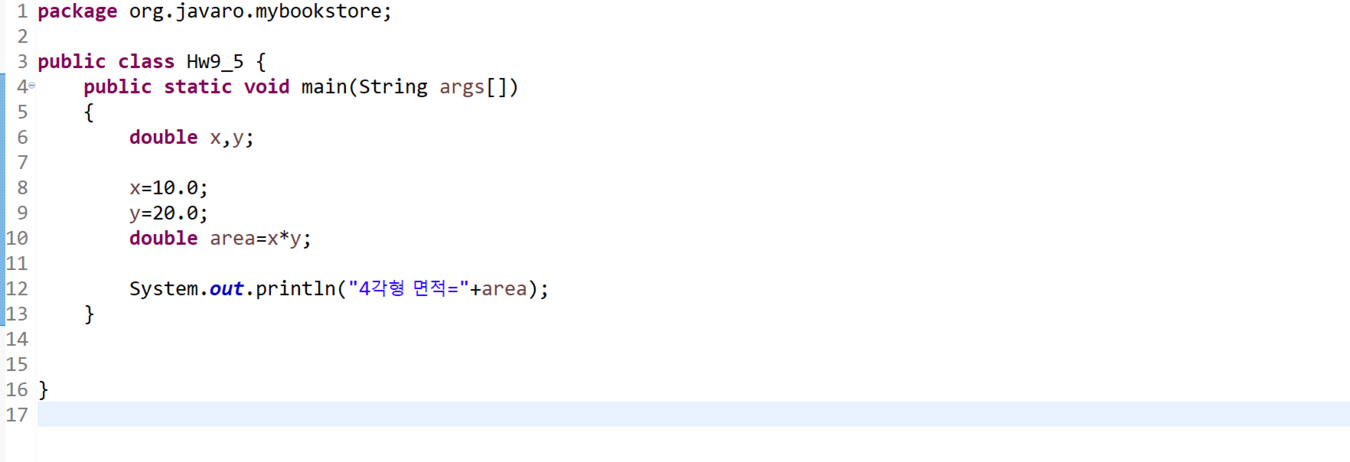 1 package org.javaro.mybookstore;
2
3 public class Hw9_5 {
4     public static void main(String args[])
5     {
6         double x,y;
7
8         x=10.0;
9         y=20.0;
10         double area=x*y;
11
12         System.out.println("4각형 면적="+area);
13     }
14
15
16 }
17